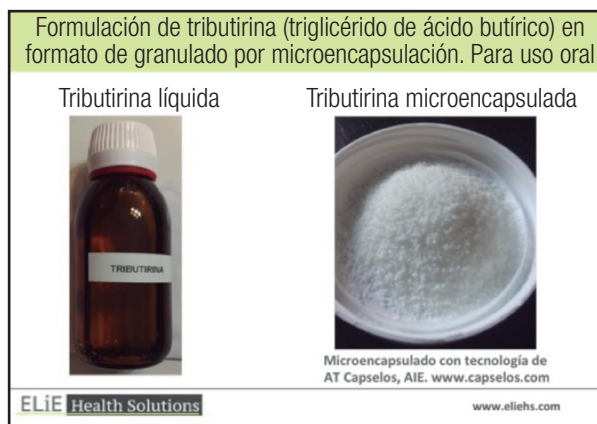 Formulación de tributirina (triglicérido de ácido butírico) en
formato de granulado por microencapsulación. Para uso oral
Tributirina líquida
Tributirina microencapsulada
TRIBUTIRINA
Microencapsulado con tecnología de
AT Capselos, AIE. www.capselos.com
ELiE Health Solutions
www.eliehs.com